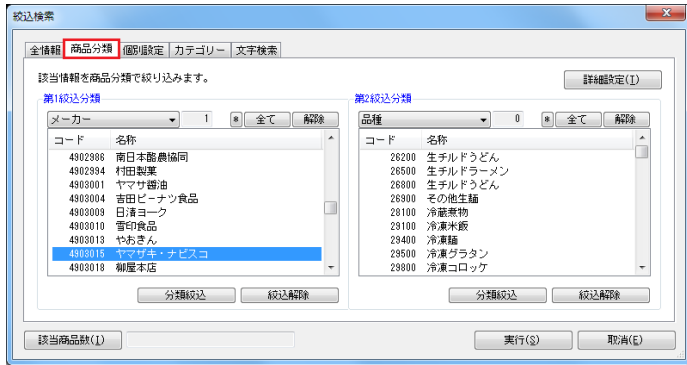 絞込検索
全情報 商品分類 個別設定 カテゴリー 文字検索
該当情報を商品分類で絞り込みます。 詳細設定(T)
第1絞込分類 第2絞込分類
メーカー 1 * 全て 解除 品種 0 * 全て 解除
コード 名称 コード 名称
4902986 南日本酪農協同 26200 生チルドうどん
4902994 村田製菓 26500 生チルドラーメン
4903001 ヤマサ醤油 26800 生チルドうどん
4903004 吉田ピーナツ食品 26900 その他生麺
4903009 日清ヨーク 28100 冷蔵煮物
4903010 雪印食品 29100 冷凍米飯
4903013 やおきん 29400 冷凍麺
4903015 ヤマザキ・ナビスコ 29500 冷凍グラタン
4903018 柳屋本店 29800 冷凍コロッケ
分類絞込 絞込解除 分類絞込 絞込解除
該当商品数(I) 実行(S) 取消(E)